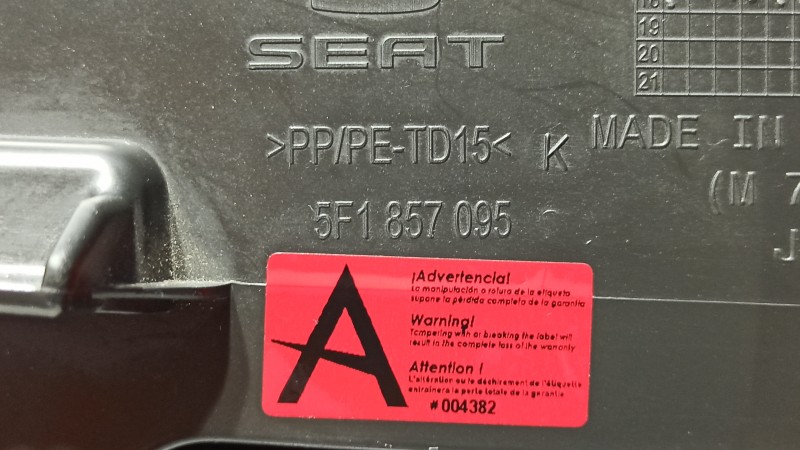 18
19
20
21
SEAT
>PP/PE-TD15< K
MADE IN
(M 7
5F1 857 095
J
¡Advertencia!
La manipulación o rotura de la etiqueta
supone la pérdida completa de la garantía
Warning!
Tampering with or breaking the label will
result in the complete loss of the warranty
Attention !
L'altération ou le déchirement de l'étiquette
entraînera la perte totale de la garantie
#004382
A